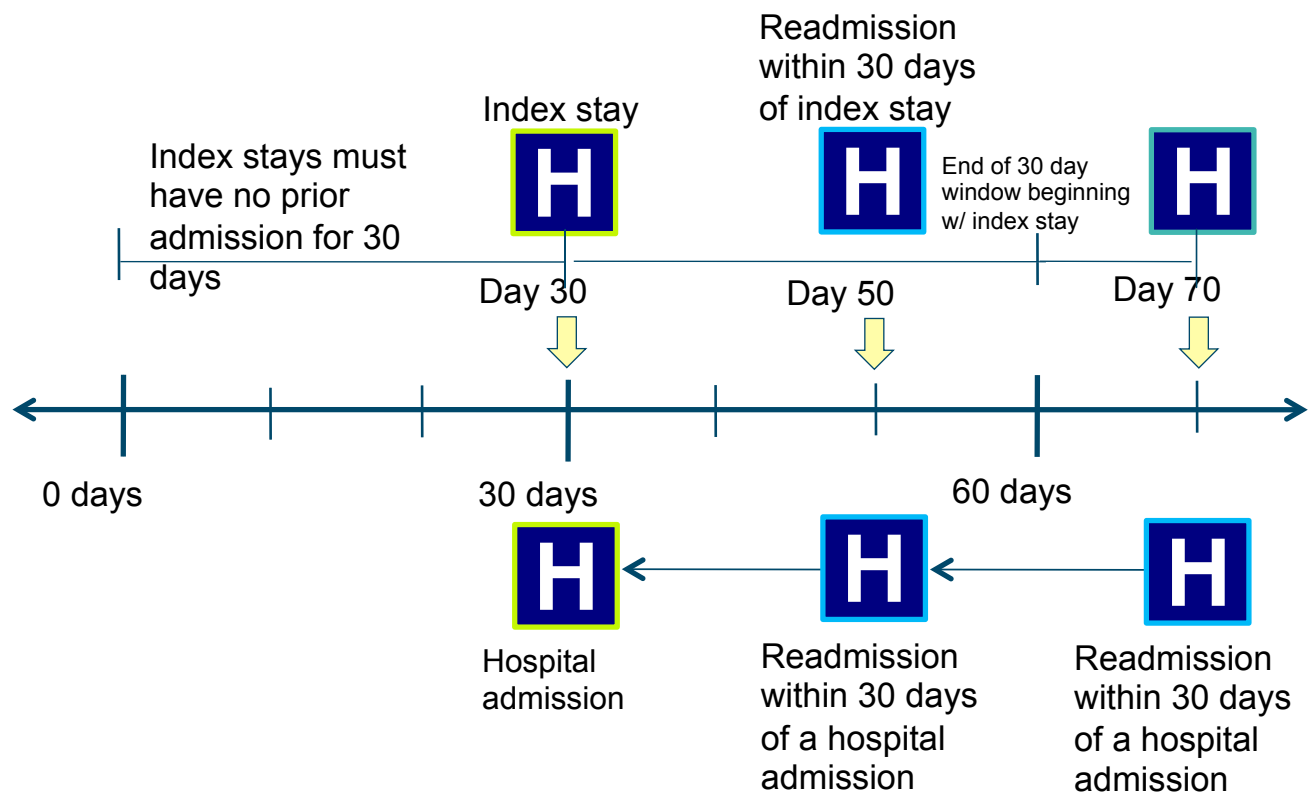 Readmission
within 30 days
of index stay
Index stay
Index stays must
have no prior
admission for 30
days
H
H
End of 30 day
window beginning
w/ index stay
H
Day 30
Day 50
Day 70
0 days
30 days
60 days
H
H
H
Hospital
admission
Readmission
within 30 days
of a hospital
admission
Readmission
within 30 days
of a hospital
admission